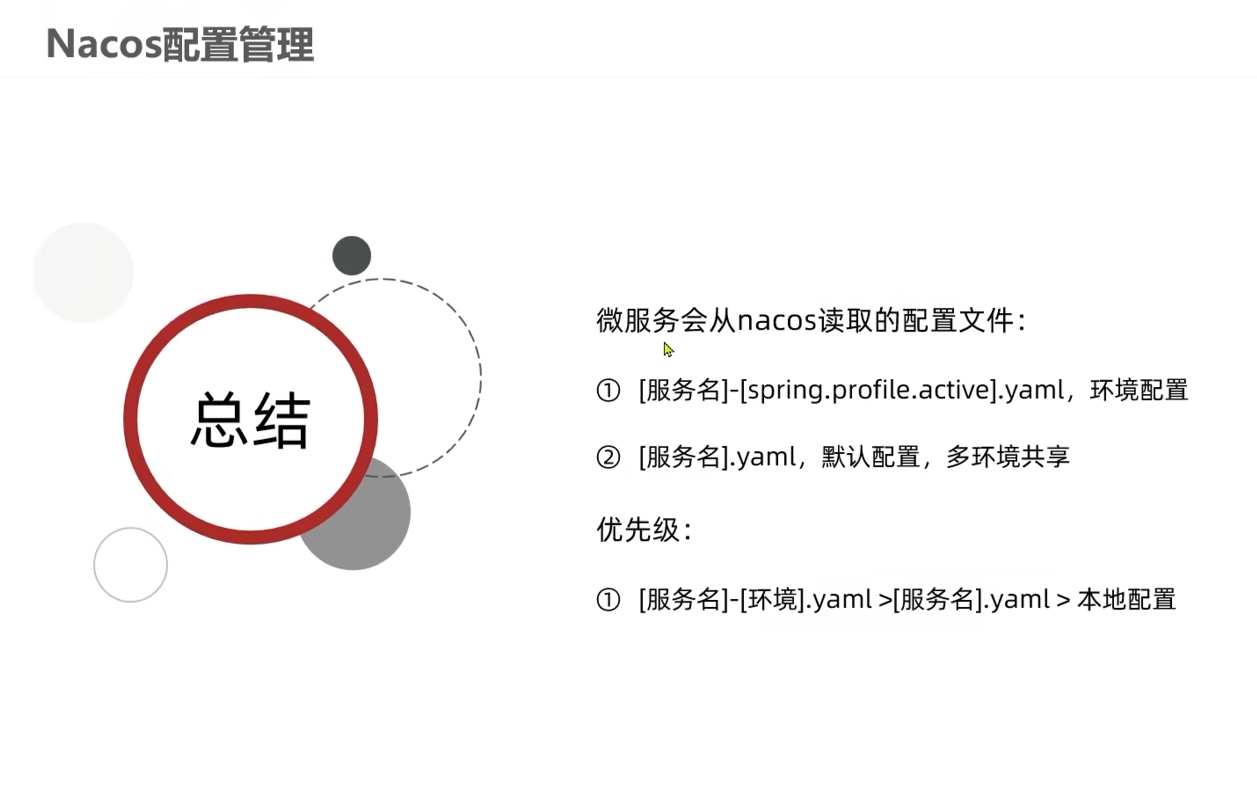 Nacos配置管理
总结
微服务会从nacos读取的配置文件：
① [服务名]-[spring.profile.active].yaml，环境配置
② [服务名].yaml，默认配置，多环境共享
优先级：
① [服务名]-[环境].yaml >[服务名].yaml > 本地配置